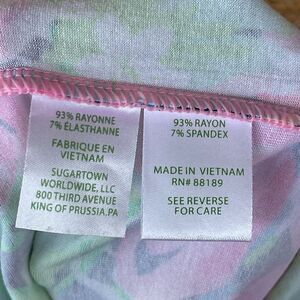 93% RAYONNE
7% ÉLASTHANNE
FABRIQUE EN
VIETNAM
SUGARTOWN
WORLDWIDE, LLC
800 THIRD AVENUE
KING OF PRUSSIA, PA
93% RAYON
7% SPANDEX
MADE IN VIETNAM
RN# 88189
SEE REVERSE
FOR CARE